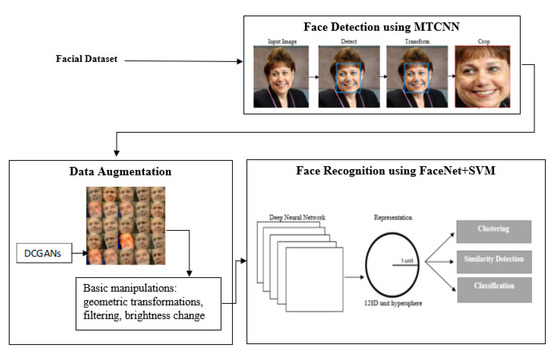 Face Detection using MTCNN
Input Image
Detect
Transform
Crop
Facial Dataset
Data Augmentation
DCGANs
Basic manipulations:
geometric transformations,
filtering, brightness change
Face Recognition using FaceNet+SVM
Deep Neural Network
Representation
1 unit
128D unit hypersphere
Clustering
Similarity Detection
Classification